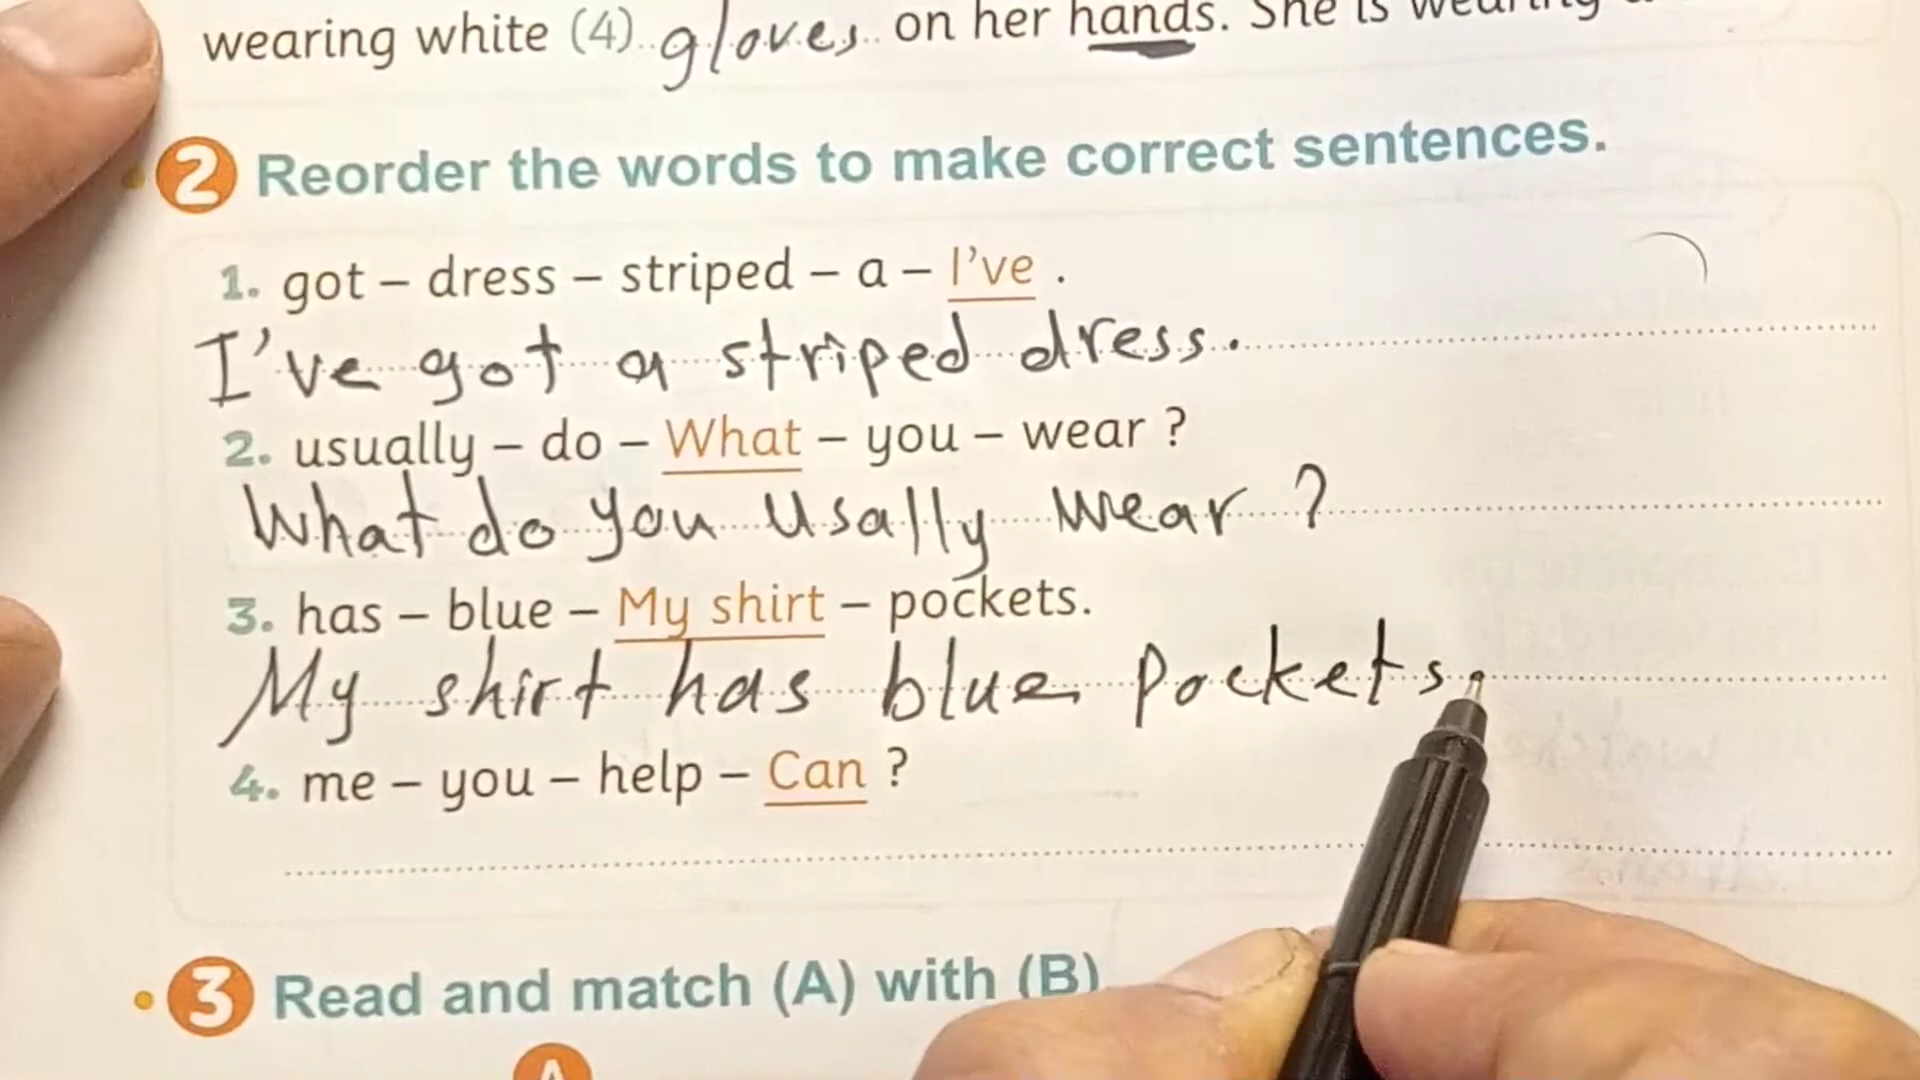 wearing white (4) gloves on her hands. She is wearing
2 Reorder the words to make correct sentences.
1. got – dress – striped – a – I've .
I've got a striped dress.
2. usually – do – What – you – wear ?
What do you usally wear ?
3. has – blue – My shirt – pockets.
My shirt has blue pockets.
4. me – you – help – Can ?
3 Read and match (A) with (B)
A